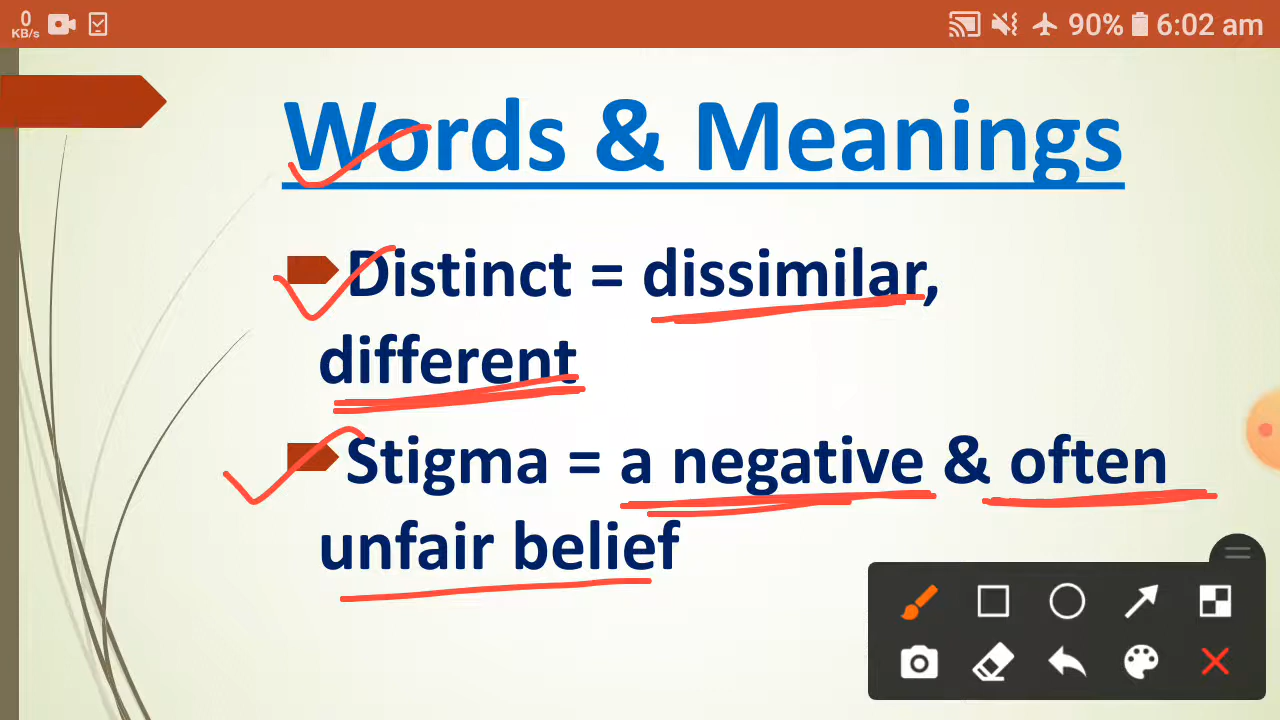 0
KB/s
90% 6:02 am
Words & Meanings
Distinct = dissimilar,
different
Stigma = a negative & often
unfair belief